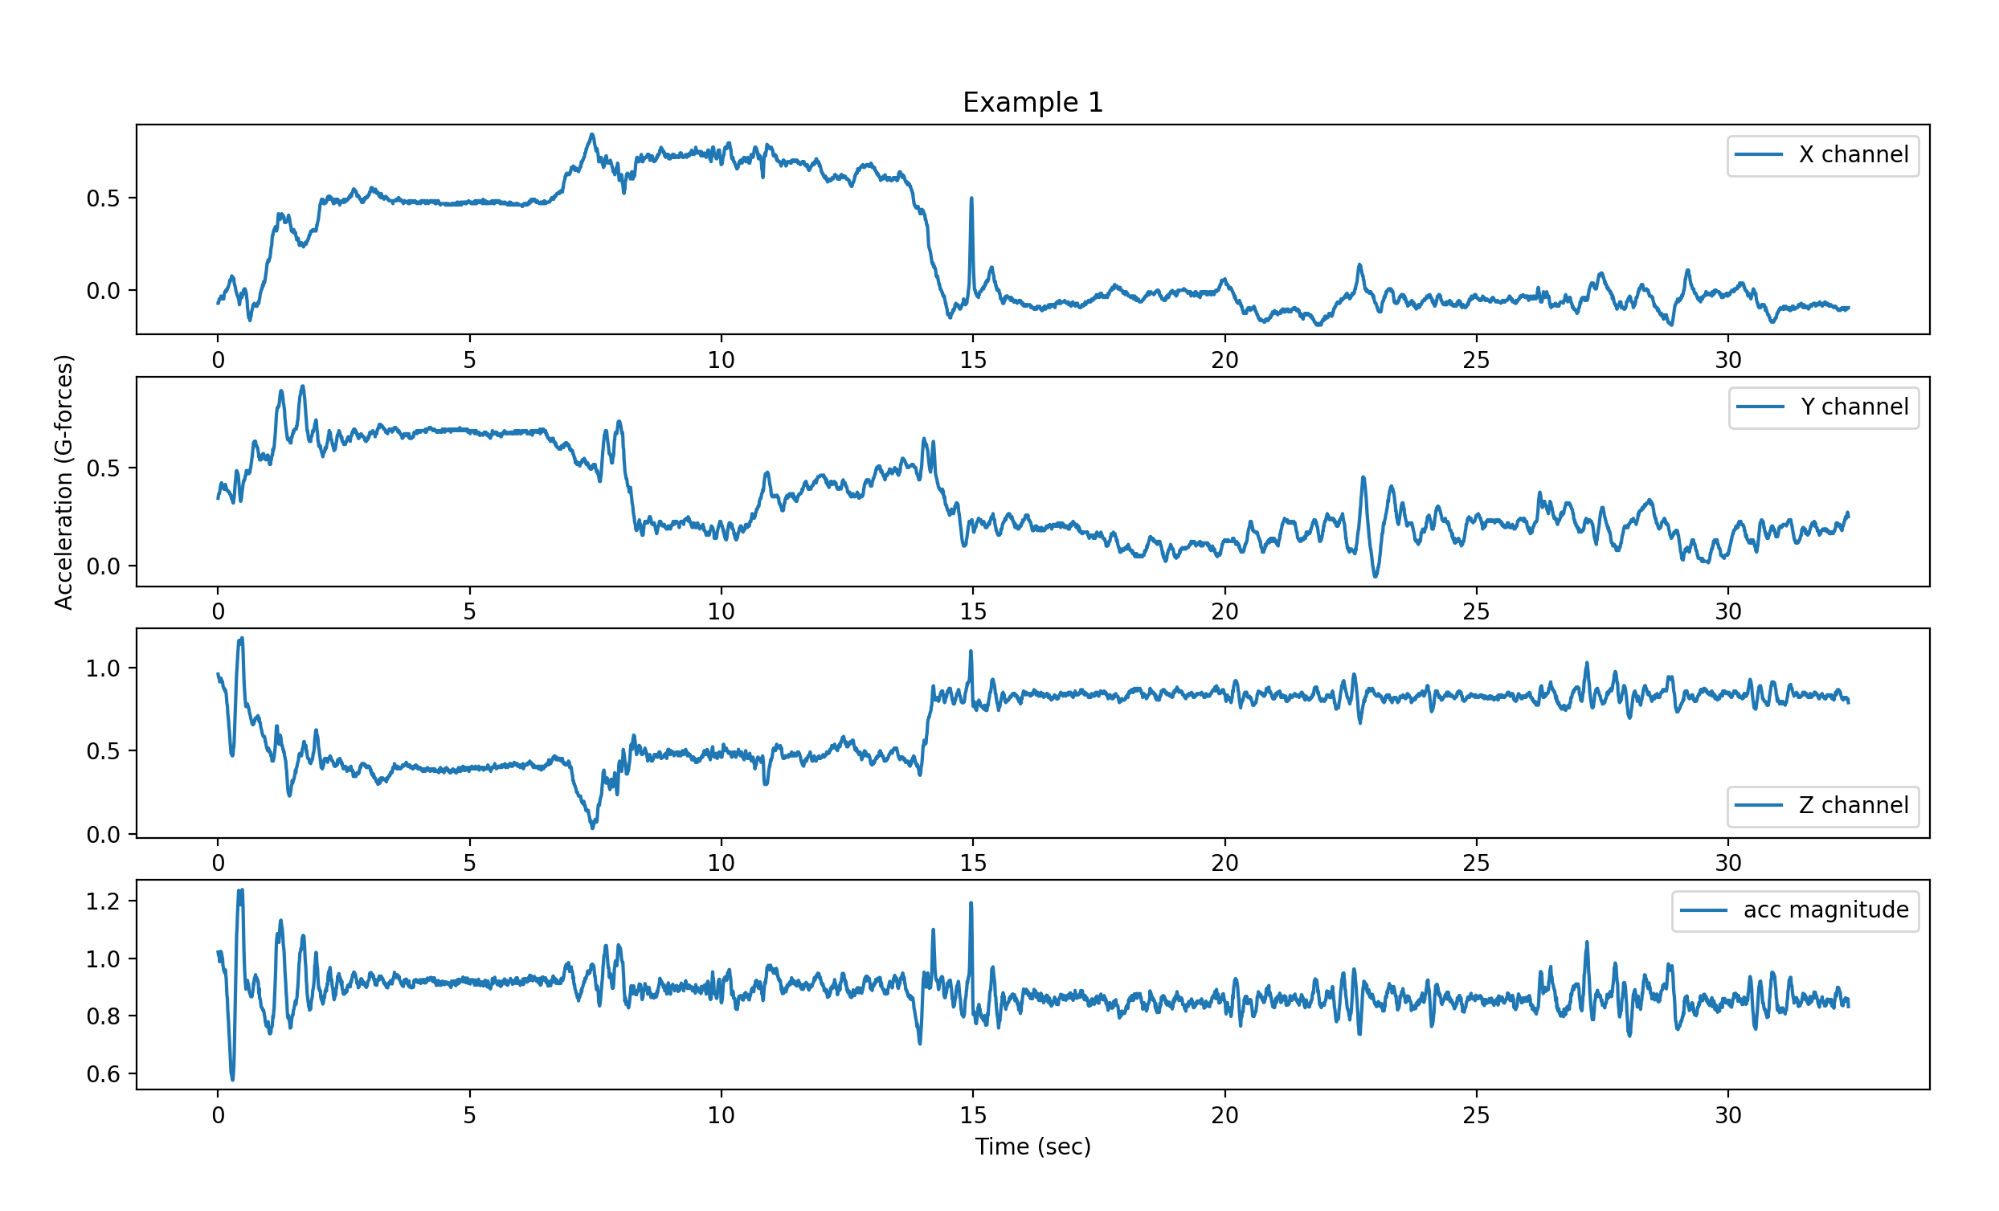 Example 1
X channel
0.5
0.0
0 5 10 15 20 25 30
Acceleration (G-forces)
Y channel
0.5
0.0
0 5 10 15 20 25 30
1.0
0.5
Z channel
0.0
0 5 10 15 20 25 30
1.2
acc magnitude
1.0
0.8
0.6
0 5 10 15 20 25 30
Time (sec)